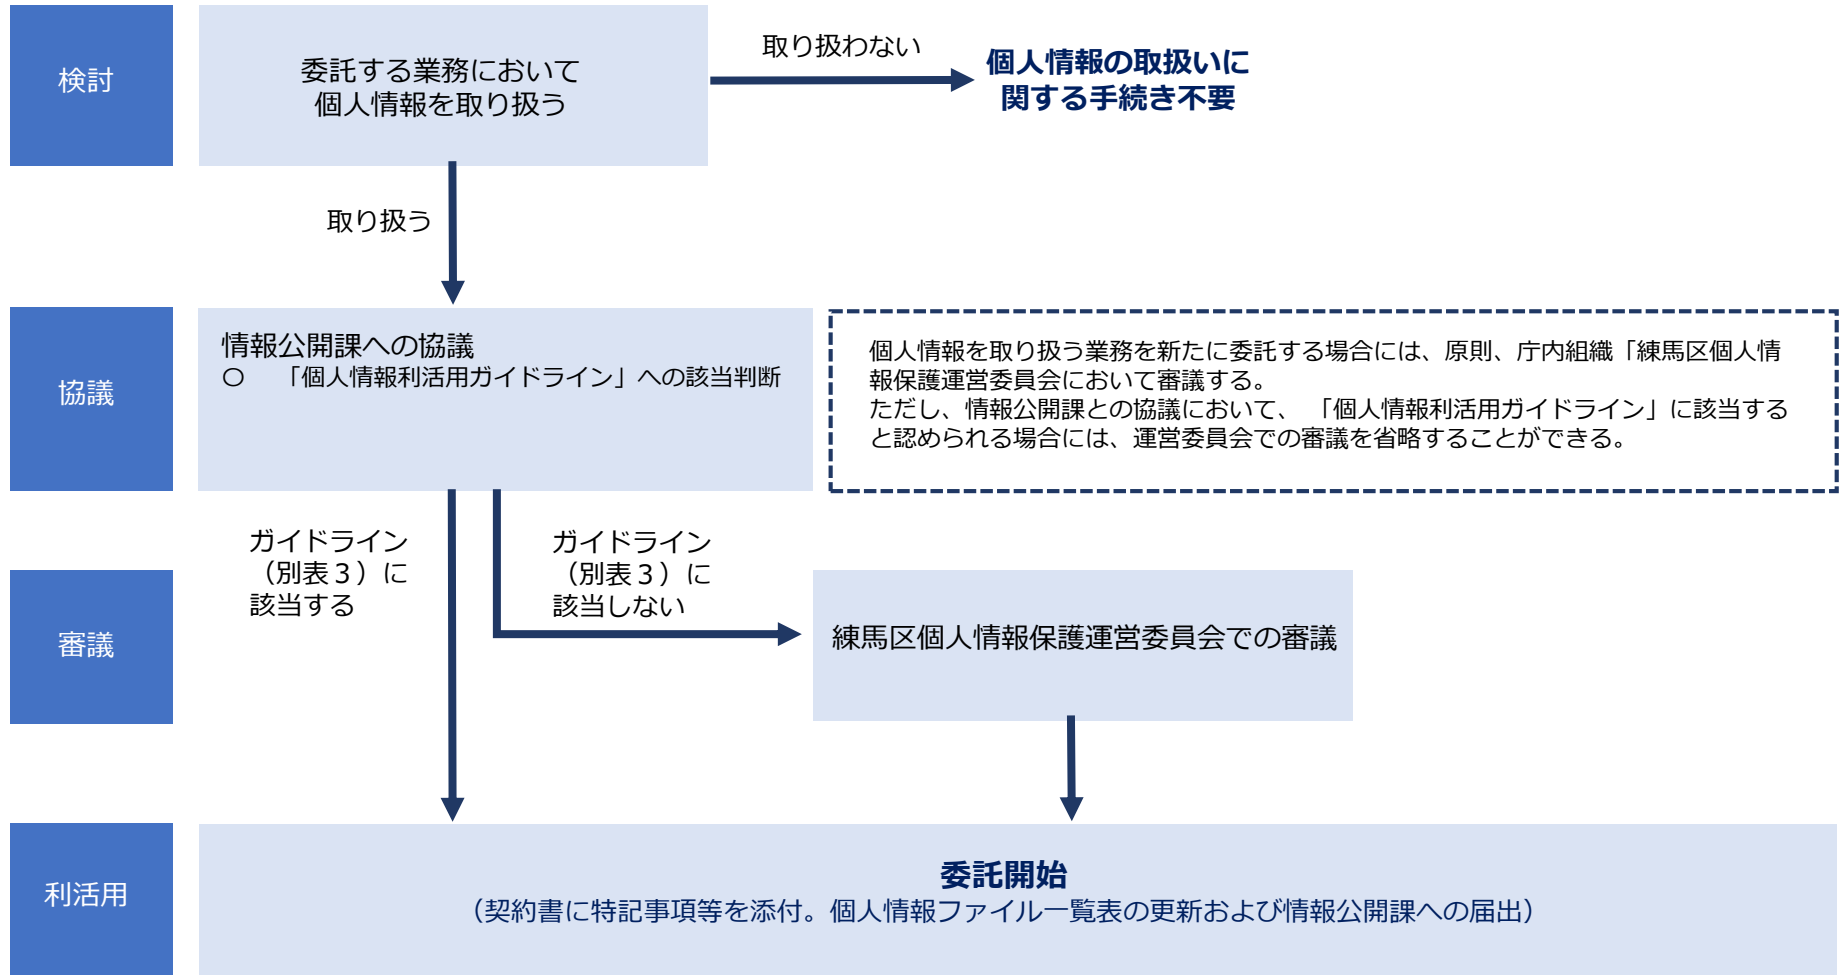 検討
委託する業務において
個人情報を取り扱う
取り扱わない
個人情報の取扱いに
関する手続き不要
取り扱う
協議
情報公開課への協議
○　「個人情報利活用ガイドライン」への該当判断
個人情報を取り扱う業務を新たに委託する場合には、原則、庁内組織「練馬区個人情
報保護運営委員会において審議する。
ただし、情報公開課との協議において、「個人情報利活用ガイドライン」に該当する
と認められる場合には、運営委員会での審議を省略することができる。
ガイドライン
（別表３）に
該当する
ガイドライン
（別表３）に
該当しない
審議
練馬区個人情報保護運営委員会での審議
利活用
委託開始
（契約書に特記事項等を添付。個人情報ファイル一覧表の更新および情報公開課への届出）